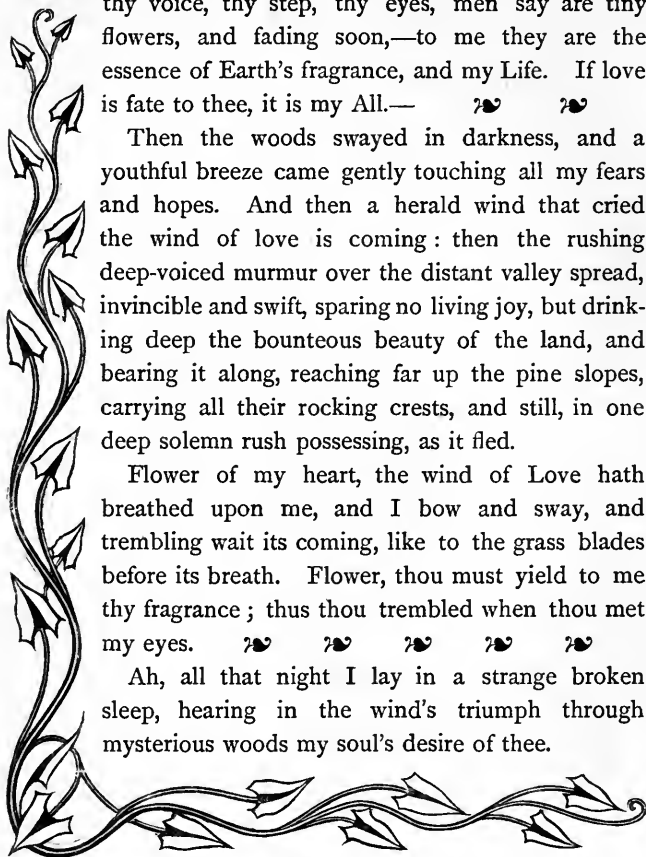 thy voice, thy step, thy eyes, men say are tiny
flowers, and fading soon,—to me they are the
essence of Earth's fragrance, and my Life. If love
is fate to thee, it is my All.— ❧ ❧
Then the woods swayed in darkness, and a
youthful breeze came gently touching all my fears
and hopes. And then a herald wind that cried
the wind of love is coming : then the rushing
deep-voiced murmur over the distant valley spread,
invincible and swift, sparing no living joy, but drink-
ing deep the bounteous beauty of the land, and
bearing it along, reaching far up the pine slopes,
carrying all their rocking crests, and still, in one
deep solemn rush possessing, as it fled.
Flower of my heart, the wind of Love hath
breathed upon me, and I bow and sway, and
trembling wait its coming, like to the grass blades
before its breath. Flower, thou must yield to me
thy fragrance ; thus thou trembled when thou met
my eyes. ❧ ❧ ❧ ❧ ❧
Ah, all that night I lay in a strange broken
sleep, hearing in the wind's triumph through
mysterious woods my soul's desire of thee.